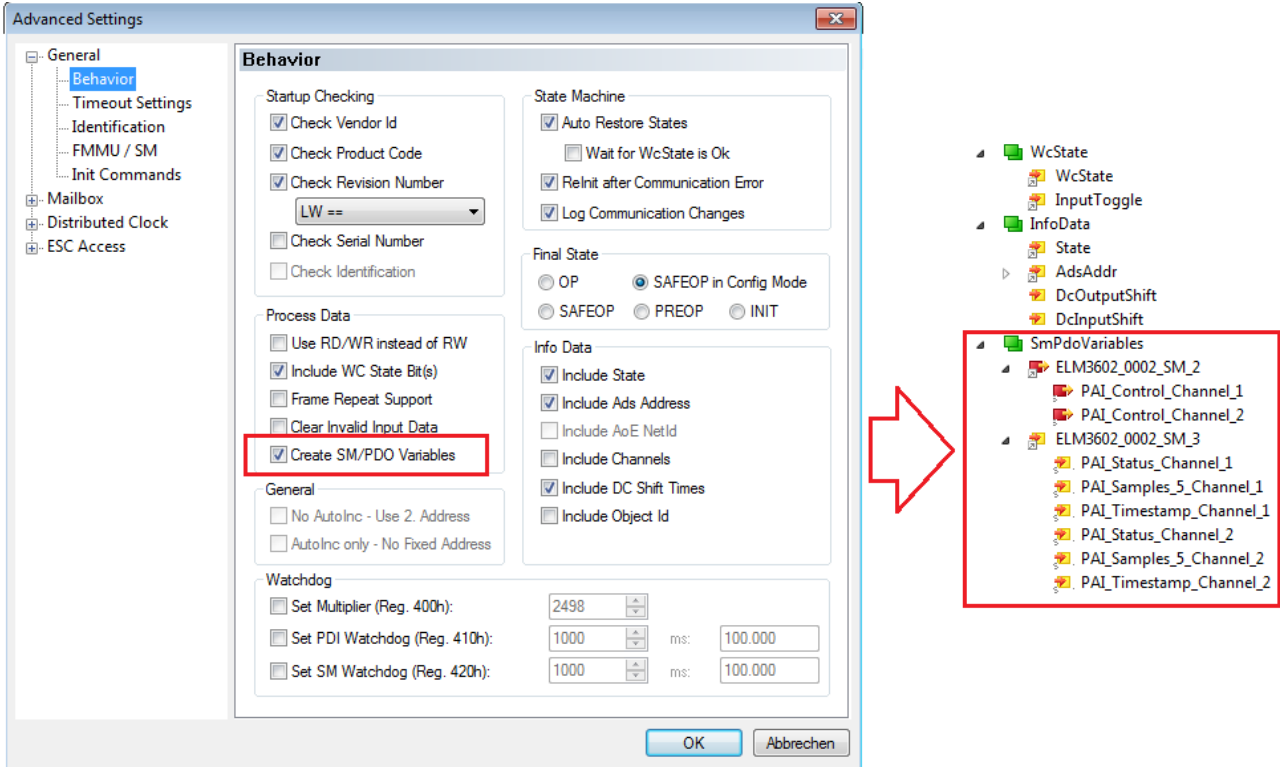 Advanced Settings
General
Behavior
Timeout Settings
Identification
FMMU / SM
Init Commands
Mailbox
Distributed Clock
ESC Access
Behavior
Startup Checking
Check Vendor Id
Check Product Code
Check Revision Number
LW ==
Check Serial Number
Check Identification
Process Data
Use RD/WR instead of RW
Include WC State Bit(s)
Frame Repeat Support
Clear Invalid Input Data
Create SM/PDO Variables
General
No AutoInc - Use 2. Address
AutoInc only - No Fixed Address
State Machine
Auto Restore States
Wait for WcState is Ok
ReInit after Communication Error
Log Communication Changes
Final State
OP SAFEOP in Config Mode
SAFEOP PREOP INIT
Info Data
Include State
Include Ads Address
Include AoE NetId
Include Channels
Include DC Shift Times
Include Object Id
Watchdog
Set Multiplier (Reg. 400h): 2498
Set PDI Watchdog (Reg. 410h): 1000 ms: 100.000
Set SM Watchdog (Reg. 420h): 1000 ms: 100.000
OK Abbrechen
WcState
WcState
InputToggle
InfoData
State
AdsAddr
DcOutputShift
DcInputShift
SmPdoVariables
ELM3602_0002_SM_2
PAI_Control_Channel_1
PAI_Control_Channel_2
ELM3602_0002_SM_3
PAI_Status_Channel_1
PAI_Samples_5_Channel_1
PAI_Timestamp_Channel_1
PAI_Status_Channel_2
PAI_Samples_5_Channel_2
PAI_Timestamp_Channel_2